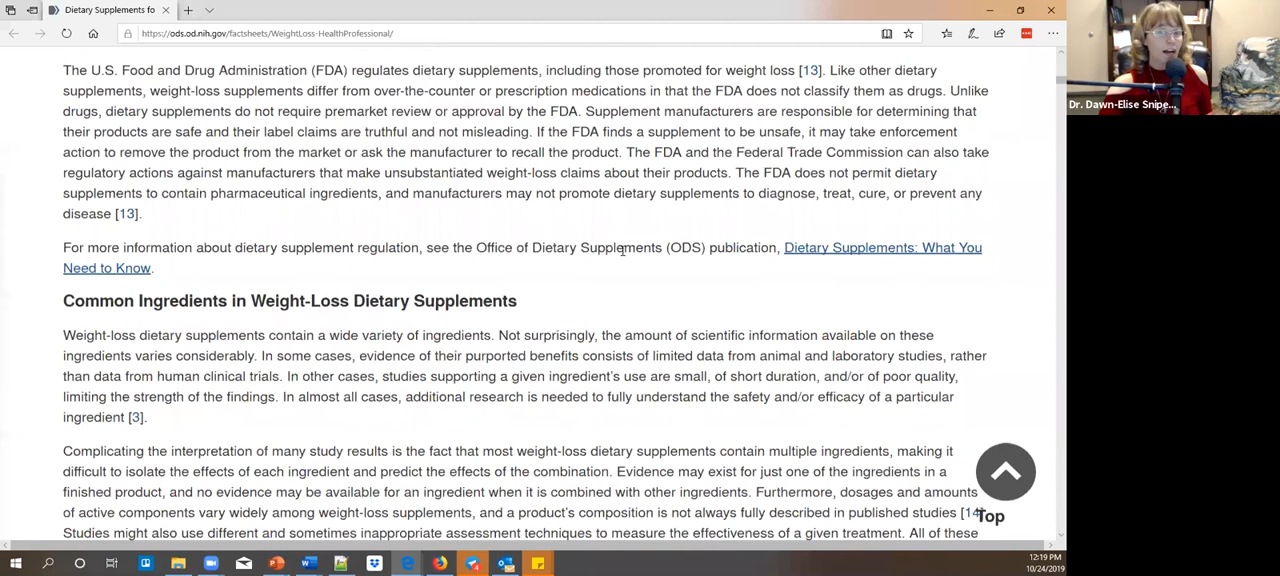 Dietary Supplements fo
https://ods.od.nih.gov/factsheets/WeightLoss-HealthProfessional/
The U.S. Food and Drug Administration (FDA) regulates dietary supplements, including those promoted for weight loss [13]. Like other dietary
supplements, weight-loss supplements differ from over-the-counter or prescription medications in that the FDA does not classify them as drugs. Unlike
drugs, dietary supplements do not require premarket review or approval by the FDA. Supplement manufacturers are responsible for determining that
their products are safe and their label claims are truthful and not misleading. If the FDA finds a supplement to be unsafe, it may take enforcement
action to remove the product from the market or ask the manufacturer to recall the product. The FDA and the Federal Trade Commission can also take
regulatory actions against manufacturers that make unsubstantiated weight-loss claims about their products. The FDA does not permit dietary
supplements to contain pharmaceutical ingredients, and manufacturers may not promote dietary supplements to diagnose, treat, cure, or prevent any
disease [13].
For more information about dietary supplement regulation, see the Office of Dietary Supplements (ODS) publication, Dietary Supplements: What You
Need to Know.
Common Ingredients in Weight-Loss Dietary Supplements
Weight-loss dietary supplements contain a wide variety of ingredients. Not surprisingly, the amount of scientific information available on these
ingredients varies considerably. In some cases, evidence of their purported benefits consists of limited data from animal and laboratory studies, rather
than data from human clinical trials. In other cases, studies supporting a given ingredient's use are small, of short duration, and/or of poor quality,
limiting the strength of the findings. In almost all cases, additional research is needed to fully understand the safety and/or efficacy of a particular
ingredient [3].
Complicating the interpretation of many study results is the fact that most weight-loss dietary supplements contain multiple ingredients, making it
difficult to isolate the effects of each ingredient and predict the effects of the combination. Evidence may exist for just one of the ingredients in a
finished product, and no evidence may be available for an ingredient when it is combined with other ingredients. Furthermore, dosages and amounts
of active components vary widely among weight-loss supplements, and a product's composition is not always fully described in published studies [14].
Studies might also use different and sometimes inappropriate assessment techniques to measure the effectiveness of a given treatment. All of these
Top
Dr. Dawn-Elise Snipe...
12:19 PM
10/24/2019